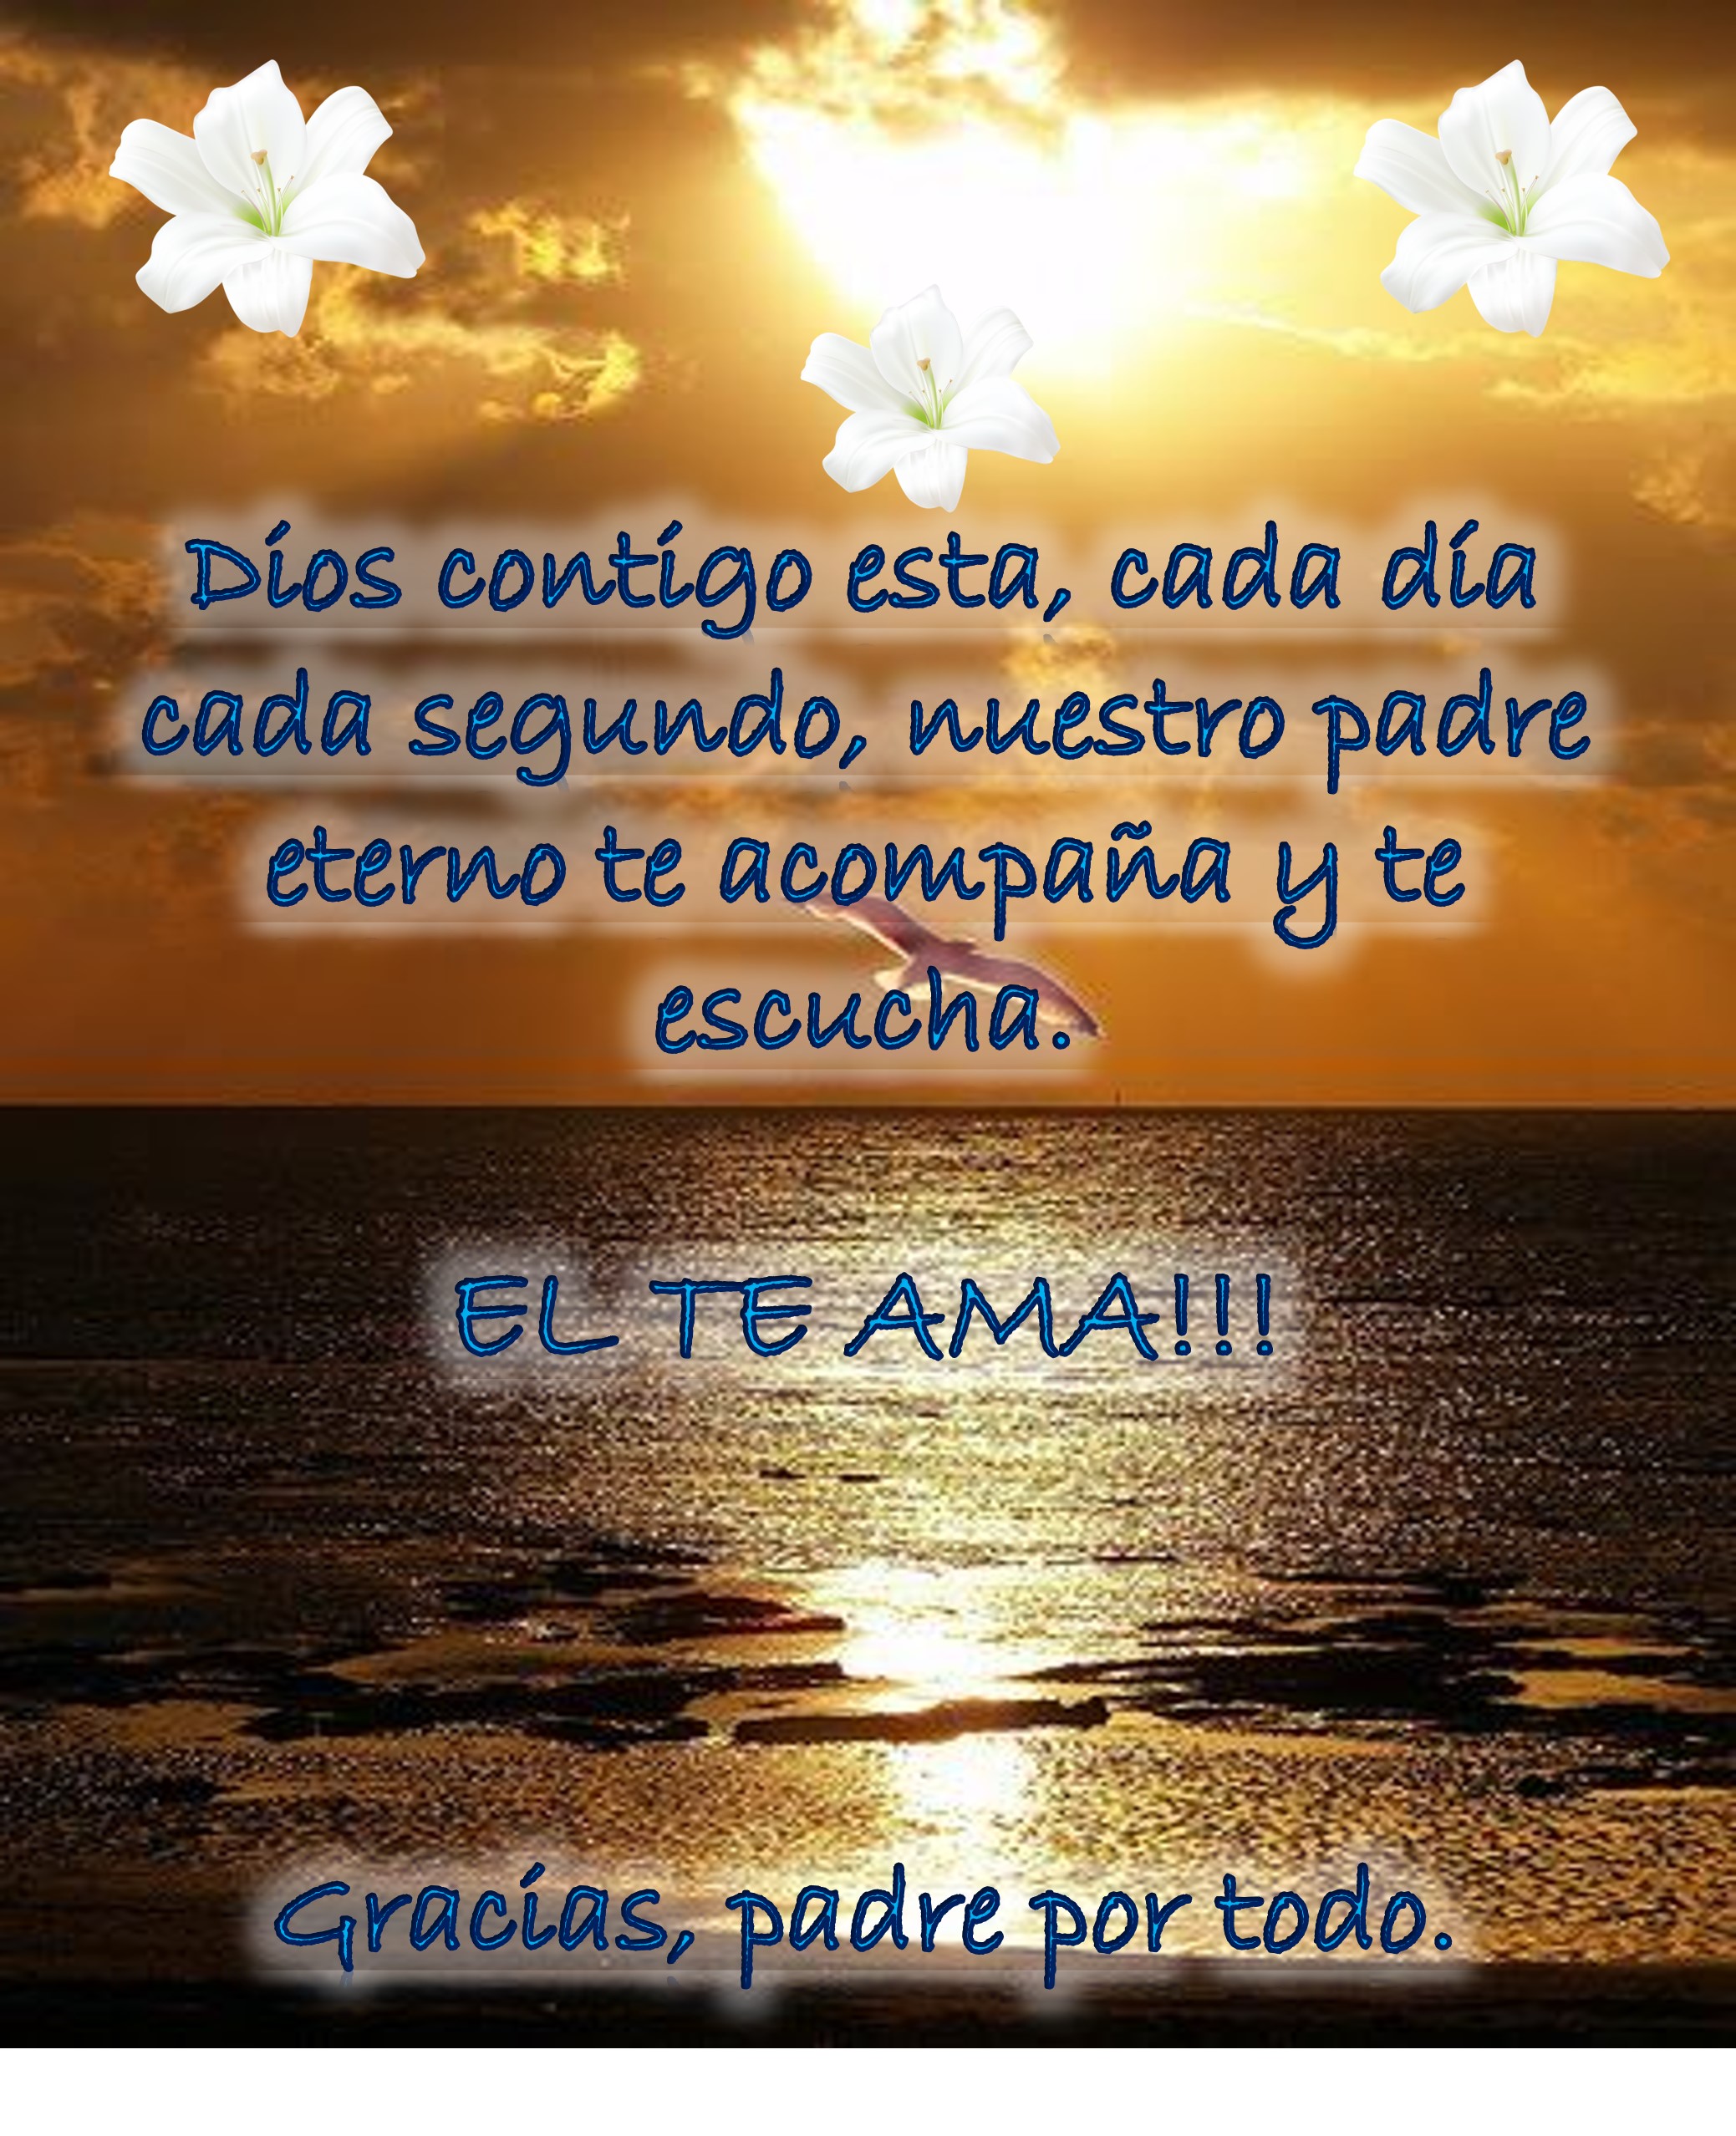 Dios contigo esta, cada día
cada segundo, nuestro padre
eterno te acompaña y te
escucha.
EL TE AMA!!!
Gracias, padre por todo.